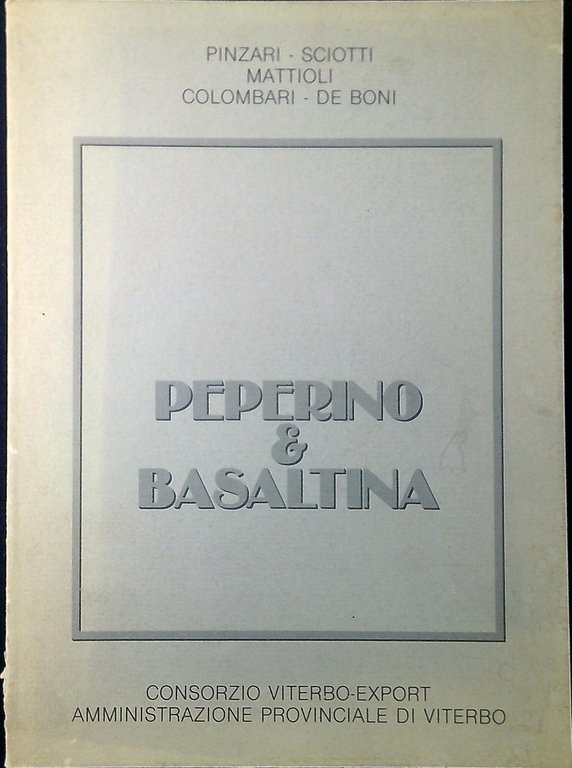 PINZARI - SCIOTTI
MATTIOLI
COLOMBARI - DE BONI
PEPERINO
&
BASALTINA
CONSORZIO VITERBO-EXPORT
AMMINISTRAZIONE PROVINCIALE DI VITERBO